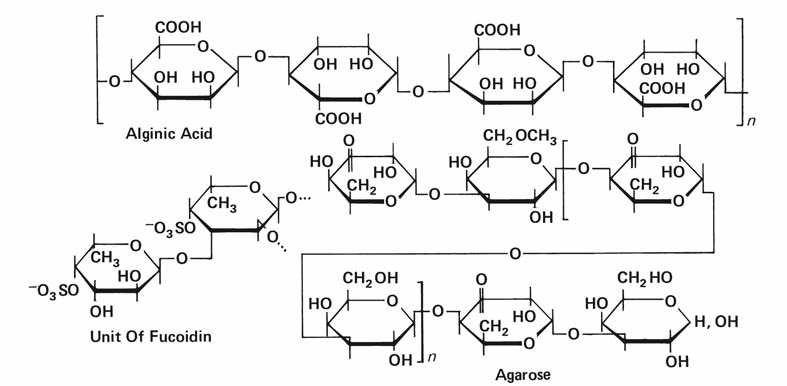 COOH
COOH
O
O
OH HO
O
O
OH HO
O
O
OH HO
O
OH HO
COOH
O
COOH
O
n
Alginic Acid
O
HO
HO
CH2
O
O
CH2OCH3
HO
O
OH
O
O
HO
CH2
O
O
CH3
O...
−O3SO
O...
O
CH3
HO
O
−O3SO
OH
Unit Of Fucoidin
O
CH2OH
HO
O
OH
n
O
O
HO
CH2
O
O
CH2HO
HO
O
H, OH
OH
Agarose